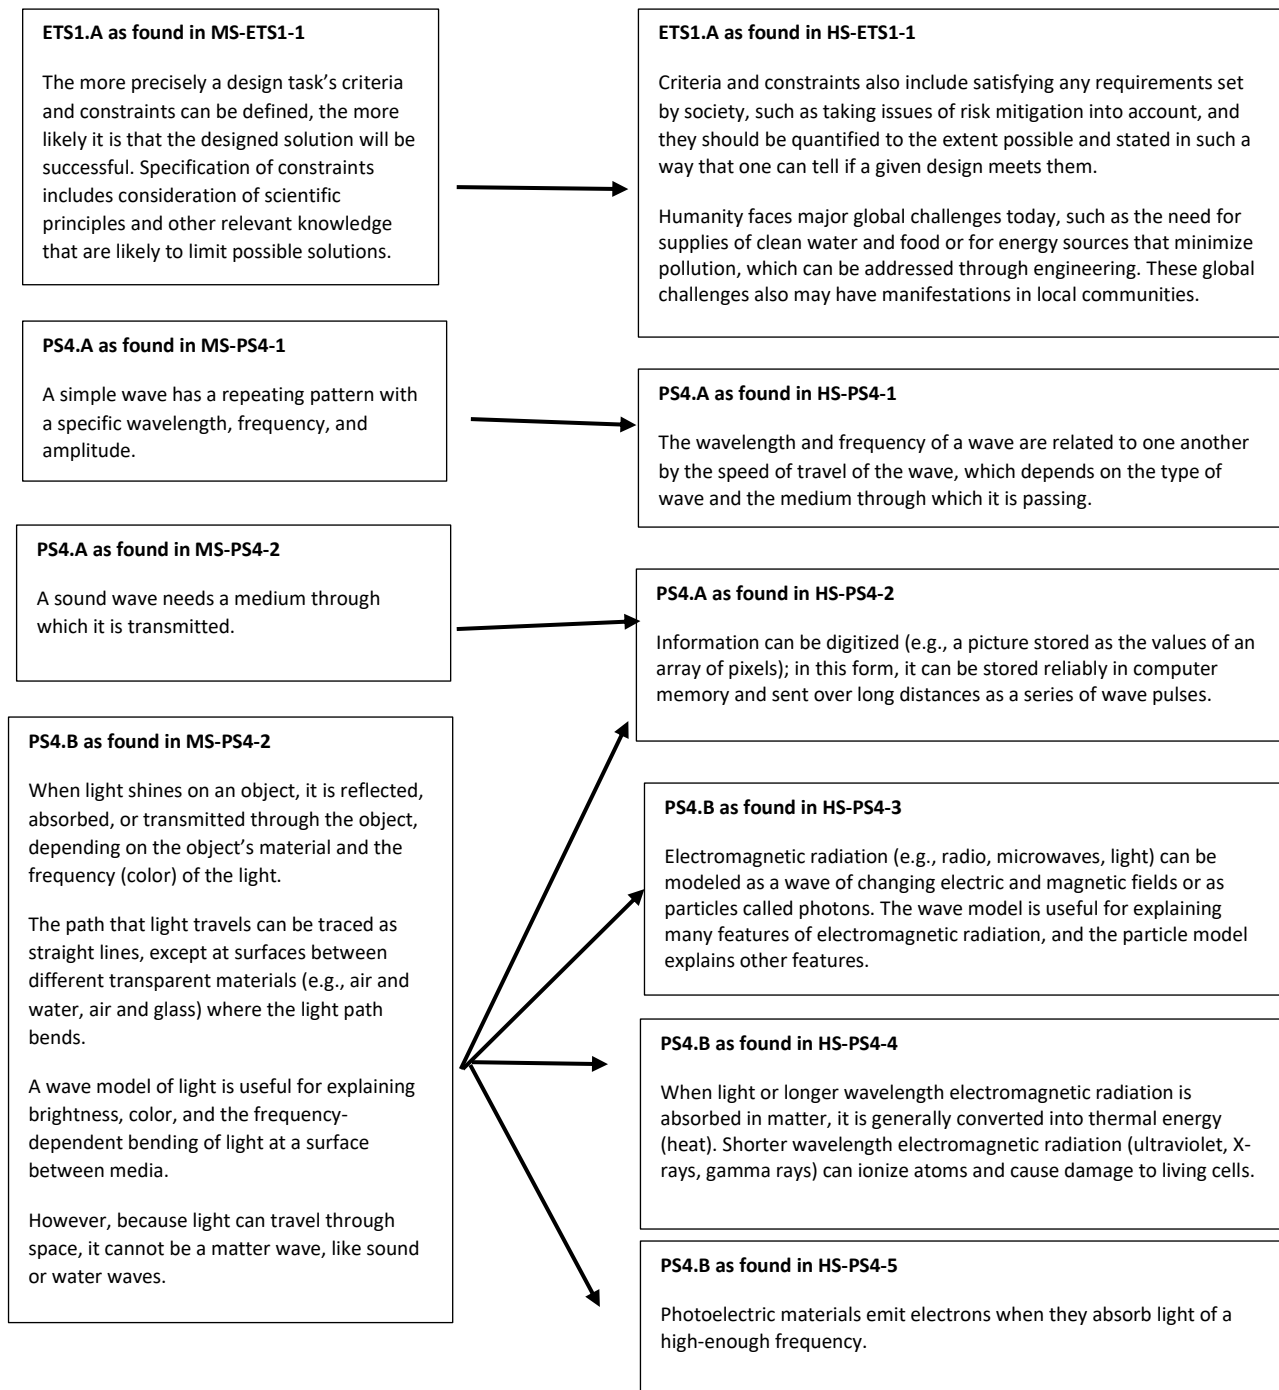 ETS1.A as found in MS-ETS1-1
The more precisely a design task’s criteria
and constraints can be defined, the more
likely it is that the designed solution will be
successful. Specification of constraints
includes consideration of scientific
principles and other relevant knowledge
that are likely to limit possible solutions.
ETS1.A as found in HS-ETS1-1
Criteria and constraints also include satisfying any requirements set
by society, such as taking issues of risk mitigation into account, and
they should be quantified to the extent possible and stated in such a
way that one can tell if a given design meets them.
Humanity faces major global challenges today, such as the need for
supplies of clean water and food or for energy sources that minimize
pollution, which can be addressed through engineering. These global
challenges also may have manifestations in local communities.
PS4.A as found in MS-PS4-1
A simple wave has a repeating pattern with
a specific wavelength, frequency, and
amplitude.
PS4.A as found in HS-PS4-1
The wavelength and frequency of a wave are related to one another
by the speed of travel of the wave, which depends on the type of
wave and the medium through which it is passing.
PS4.A as found in MS-PS4-2
A sound wave needs a medium through
which it is transmitted.
PS4.A as found in HS-PS4-2
Information can be digitized (e.g., a picture stored as the values of an
array of pixels); in this form, it can be stored reliably in computer
memory and sent over long distances as a series of wave pulses.
PS4.B as found in MS-PS4-2
When light shines on an object, it is reflected,
absorbed, or transmitted through the object,
depending on the object’s material and the
frequency (color) of the light.
The path that light travels can be traced as
straight lines, except at surfaces between
different transparent materials (e.g., air and
water, air and glass) where the light path
bends.
A wave model of light is useful for explaining
brightness, color, and the frequency-
dependent bending of light at a surface
between media.
However, because light can travel through
space, it cannot be a matter wave, like sound
or water waves.
PS4.B as found in HS-PS4-3
Electromagnetic radiation (e.g., radio, microwaves, light) can be
modeled as a wave of changing electric and magnetic fields or as
particles called photons. The wave model is useful for explaining
many features of electromagnetic radiation, and the particle model
explains other features.
PS4.B as found in HS-PS4-4
When light or longer wavelength electromagnetic radiation is
absorbed in matter, it is generally converted into thermal energy
(heat). Shorter wavelength electromagnetic radiation (ultraviolet, X-
rays, gamma rays) can ionize atoms and cause damage to living cells.
PS4.B as found in HS-PS4-5
Photoelectric materials emit electrons when they absorb light of a
high-enough frequency.